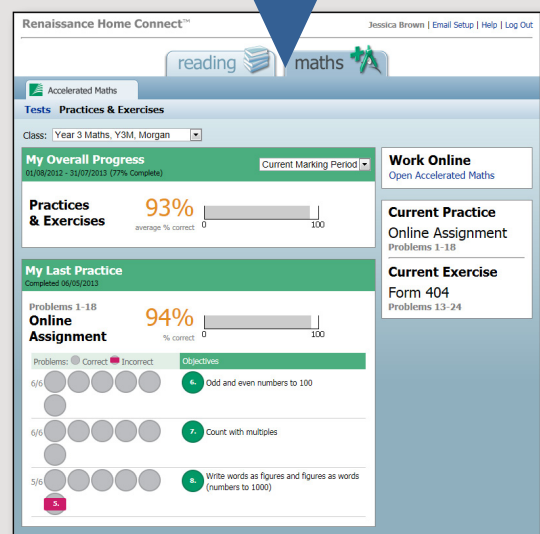 Renaissance Home Connect™
Jessica Brown | Email Setup | Help | Log Out
reading
maths
Accelerated Maths
Tests Practices & Exercises
Class: Year 3 Maths, Y3M, Morgan
My Overall Progress
01/08/2012 - 31/07/2013 (77% Complete)
Current Marking Period
Practices
& Exercises
93%
average % correct
0 100
My Last Practice
Completed 06/05/2013
Problems 1-18
Online
Assignment
94%
% correct
0 100
Problems: Correct Incorrect
Objectives
6/6
6. Odd and even numbers to 100
6/6
7. Count with multiples
5/6
5.
8. Write words as figures and figures as words
(numbers to 1000)
Work Online
Open Accelerated Maths
Current Practice
Online Assignment
Problems 1-18
Current Exercise
Form 404
Problems 13-24